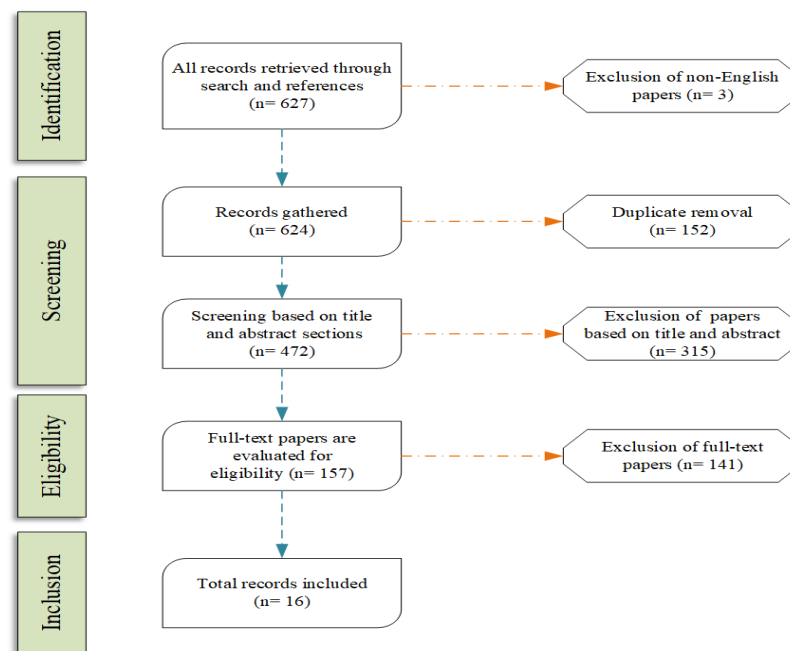 Identification
All records retrieved through
search and references
(n= 627)
Exclusion of non-English
papers (n= 3)
Screening
Records gathered
(n= 624)
Duplicate removal
(n= 152)
Screening based on title
and abstract sections
(n= 472)
Exclusion of papers
based on title and abstract
(n= 315)
Eligibility
Full-text papers are
evaluated for
eligibility (n= 157)
Exclusion of full-text
papers (n= 141)
Inclusion
Total records included
(n= 16)